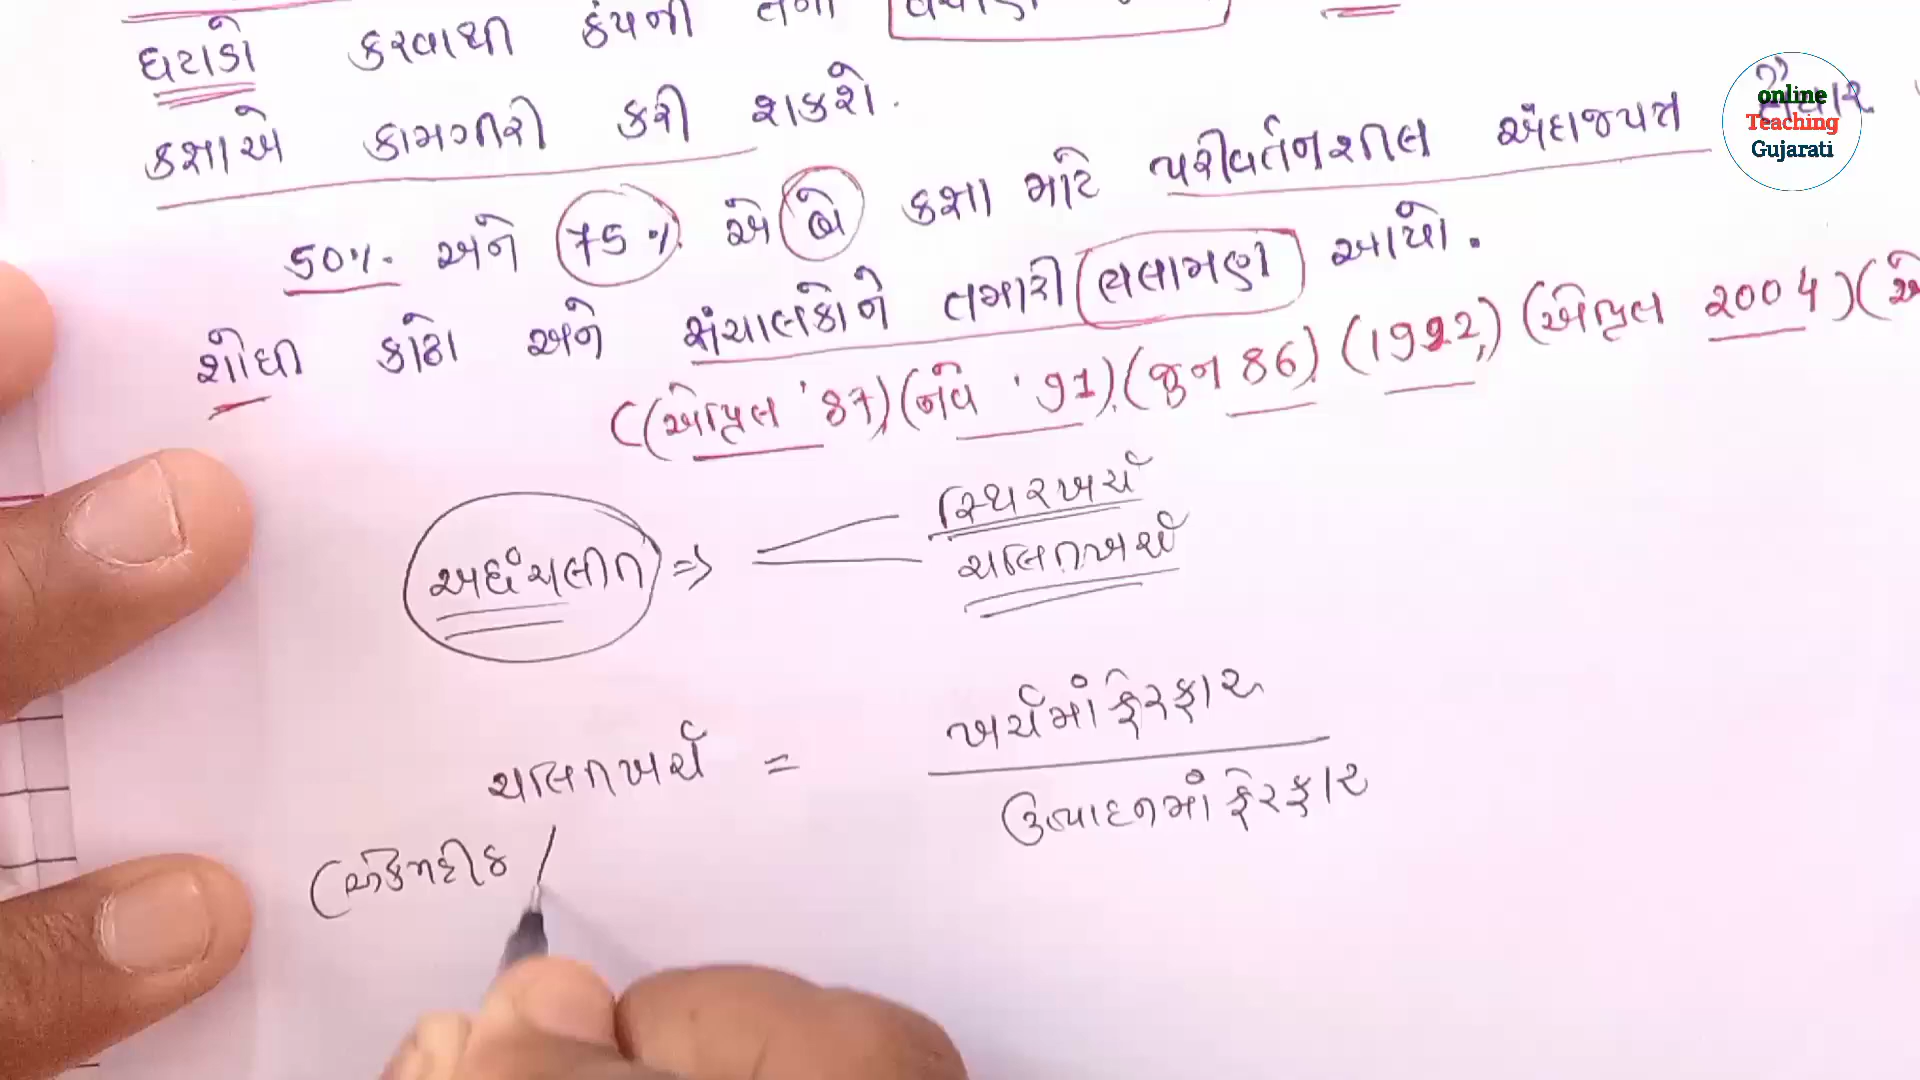 ઘટાડો કરવાથી કંપની તેની
કક્ષાએ કામગીરી કરી શકશે.
50% અને 75% એ બે કક્ષા માટે પરીવર્તનશીલ અંદાજપત્ર તૈયાર
શોધી કાઢો અને સંચાલકોને તમારી ભલામણો આપો.
(એપ્રિલ '87) (નવે '91) (જુન 86) (1992) (એપ્રિલ 2004)
સ્થિરખર્ચ
અર્ધચલીત => ચલિતખર્ચ
ચલિતખર્ચ = ખર્ચમાં ફેરફાર
ઉત્પાદનમાં ફેરફાર
(એકમદીઠ /
online
Teaching
Gujarati